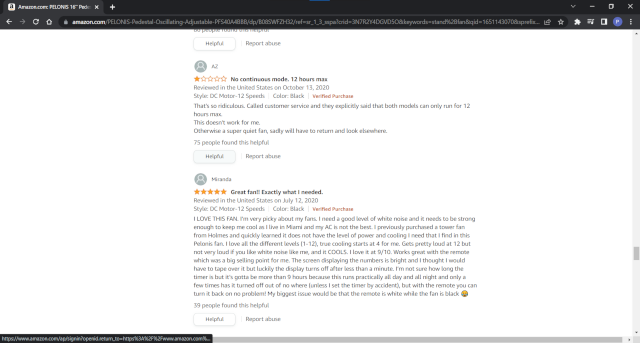 Amazon.com: PELONIS 16'' Pede
amazon.com/PELONIS-Pedestal-Oscillating-Adjustable-PFS40A4BBB/dp/B08SWFZH32/ref=sr_1_3_sspa?crid=3N7R2Y4DGVD5O&keywords=stand%2Bfan&qid=1651143070&sprefix
80 people found this helpful
Helpful
Report abuse
AZ
No continuous mode. 12 hours max
Reviewed in the United States on October 13, 2020
Style: DC Motor-12 Speeds | Color: Black | Verified Purchase
That's so ridiculous. Called customer service and they explicitly said that both models can only run for 12
hours max.
This doesn't work for me.
Otherwise a super quiet fan, sadly will have to return and look elsewhere.
75 people found this helpful
Helpful
Report abuse
Miranda
Great fan!! Exactly what I needed.
Reviewed in the United States on July 12, 2020
Style: DC Motor-12 Speeds | Color: Black | Verified Purchase
I LOVE THIS FAN. I'm very picky about my fans. I need a good level of white noise and it needs to be strong
enough to keep me cool as I live in Miami and my AC is not the best. I previously purchased a tower fan
from Holmes and quickly learned it does not have the level of power and cooling I need that I find in this
Pelonis fan. I love all the different levels (1-12), true cooling starts at 4 for me. Gets pretty loud at 12 but
not very loud if you like white noise like me, and it COOLS. I love it at 9/10. Works great with the remote
which was a big selling point for me. The screen displaying the numbers is bright and I thought I would
have to tape over it but luckily the display turns off after less than a minute. I'm not sure how long the
timer is but it's gotta be more than 9 hours because this runs practically all day and all night and only a
few times has it turned off out of no where (unless I set the timer by accident), but with the remote you can
turn it back on no problem! My biggest issue would be that the remote is white while the fan is black 😂
39 people found this helpful
Helpful
Report abuse
https://www.amazon.com/ap/signin?openid.return_to=https%3A%2F%2Fwww.amazon.com%...